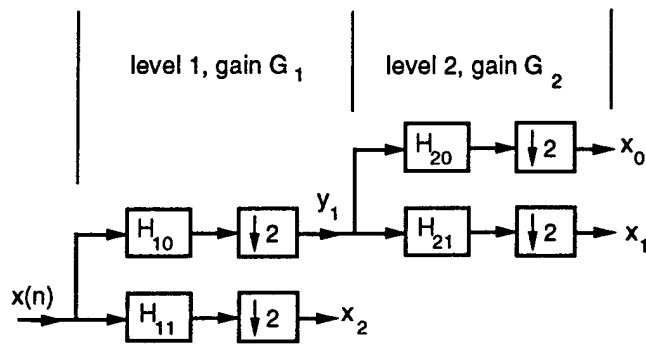 level 1, gain G₁ level 2, gain G₂
H₂₀ ↓2 x₀
y₁
H₁₀ ↓2 H₂₁ ↓2 x₁
x(n)
H₁₁ ↓2 x₂